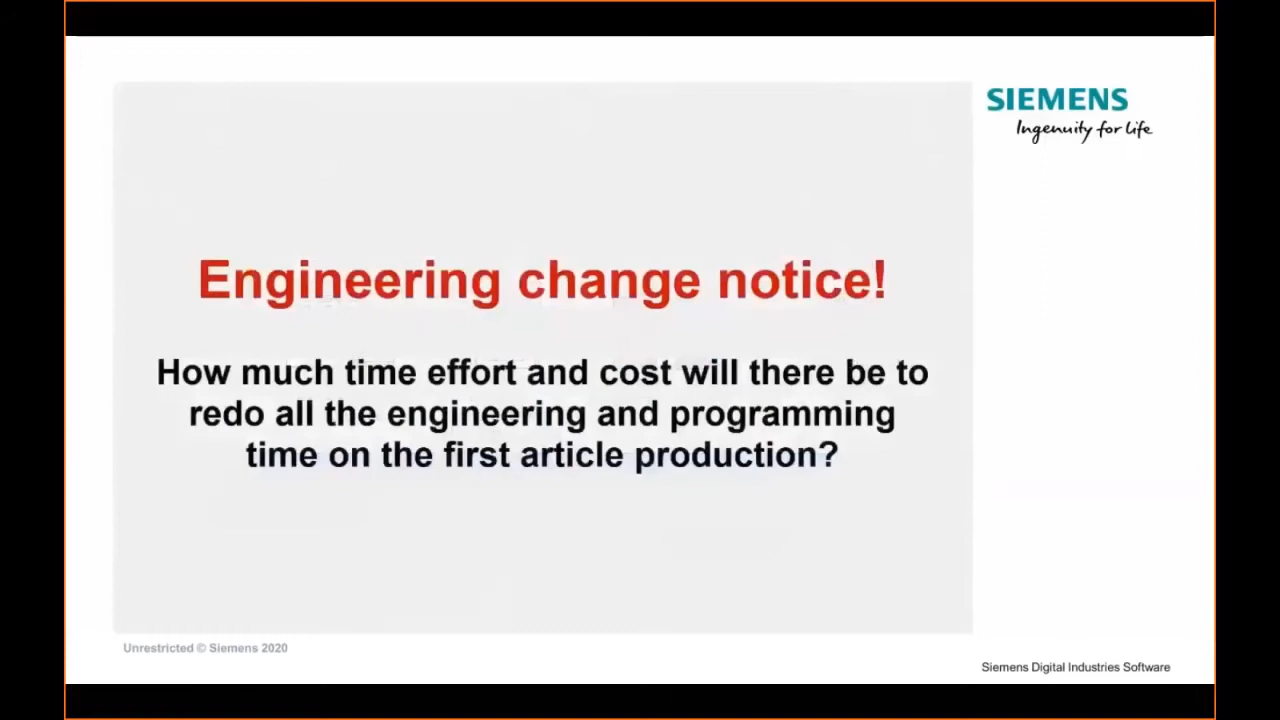 SIEMENS
Ingenuity for life
Engineering change notice!
How much time effort and cost will there be to
redo all the engineering and programming
time on the first article production?
Unrestricted © Siemens 2020
Siemens Digital Industries Software